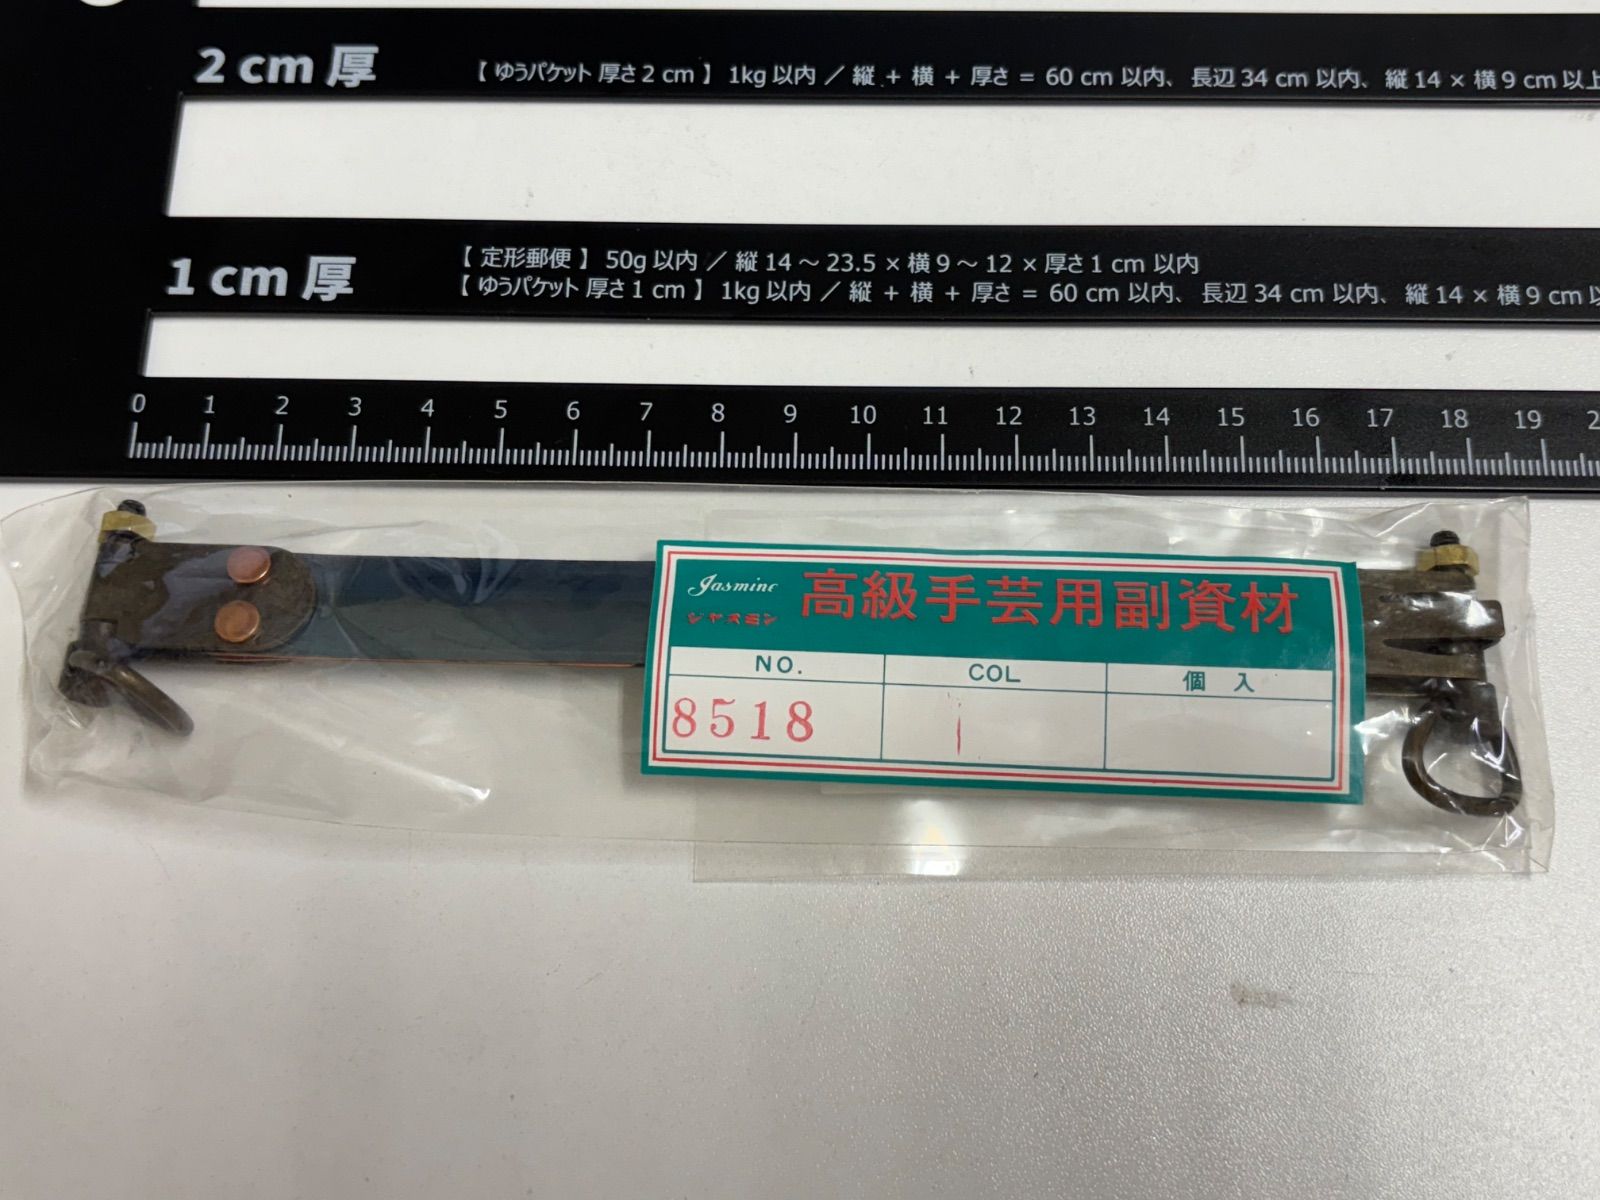 2 cm 厚
【 ゆうパケット 厚さ 2 cm 】 1kg 以内 ／ 縦 ＋ 横 ＋ 厚さ = 60 cm 以内、 長辺 34 cm 以内、 縦 14 × 横 9 cm 以上
1 cm 厚
【 定形郵便 】 50g 以内 ／ 縦 14 ～ 23.5 × 横 9 ～ 12 × 厚さ 1 cm 以内
【 ゆうパケット 厚さ 1 cm 】 1kg 以内 ／ 縦 ＋ 横 ＋ 厚さ = 60 cm 以内、 長辺 34 cm 以内、 縦 14 × 横 9 cm
0 1 2 3 4 5 6 7 8 9 10 11 12 13 14 15 16 17 18 19
Jasmine
ジャスミン
高級手芸用副資材
NO. COL 個 入
8518 1